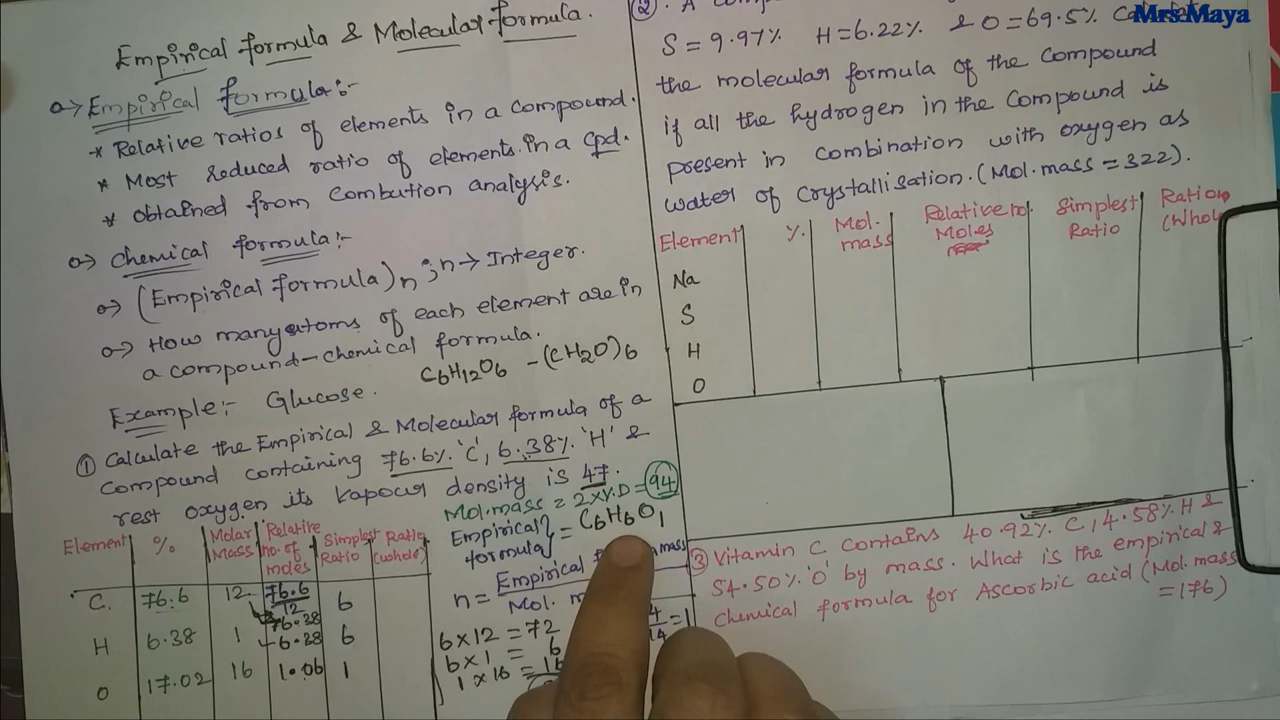 Empirical formula & Molecular formula.
Empirical formula:-
* Relative ratios of elements in a compound.
* Most reduced ratio of elements in a cpd.
* Obtained from combution analysis.
Chemical formula:-
(Empirical formula)n ; n → Integer.
How many atoms of each element are in
a compound - chemical formula.
Example:- Glucose. C6H12O6 - (CH2O)6
① Calculate the Empirical & Molecular formula of a
compound containing 76.6% 'C', 6.38% 'H' &
rest oxygen its vapour density is 47.
Mol.mass = 2×V.D = 94
Element % Molar Mass Relative no. of moles Simplest Ratio Ratio (whole)
C. 76.6 12 76.6/12 6
H 6.38 1 6.38 6
O 17.02 16 1.06 1
Empirical formula = C6H6O1
n = Empirical mass
Mol.
6×12 = 72
6×1 = 6
1×16 = 16
=1
② A
S = 9.97% H=6.22% & O=69.5%
the molecular formula of the compound
if all the hydrogen in the compound is
present in combination with oxygen as
water of crystallisation. (Mol.mass = 322).
Element % Mol. mass Relative no. Moles Simplest Ratio Ratio (Whole
Na
S
H
O
③ Vitamin C contains 40.92% C, 4.58% H &
54.50% 'O' by mass. What is the empirical &
chemical formula for Ascorbic acid (Mol.mass
=176)
Mrs.Maya